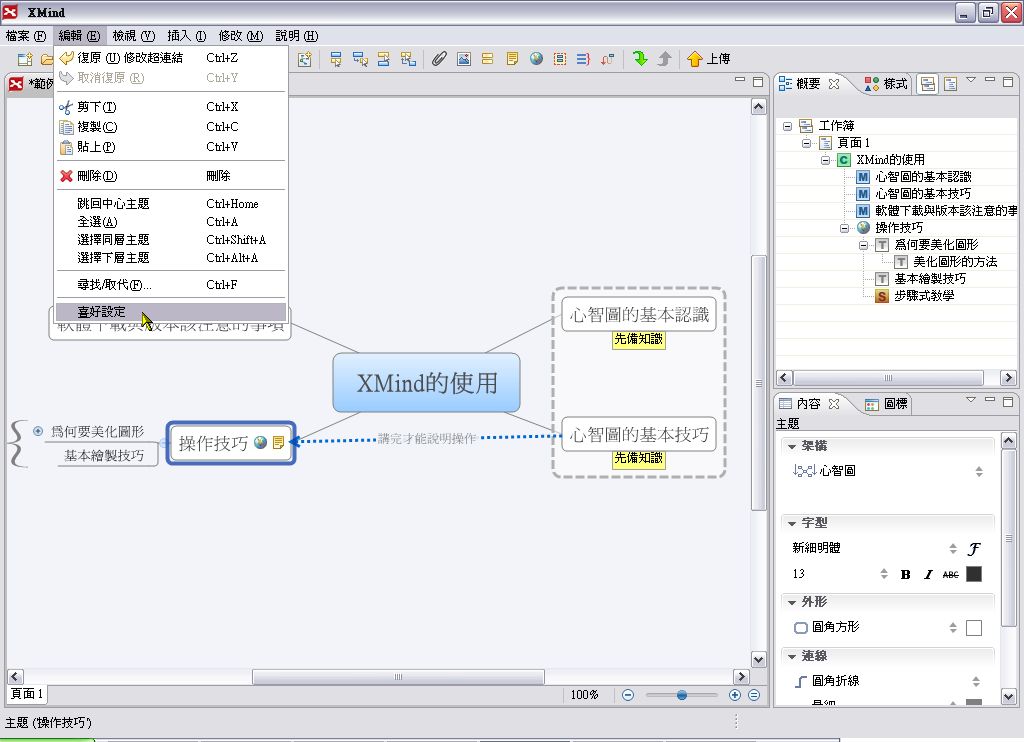 XMind
檔案(F) 編輯(E) 檢視(V) 插入(I) 修改(M) 說明(H)
上傳
*範例
復原(U) 修改超連結 Ctrl+Z
取消復原(R) Ctrl+Y
剪下(T) Ctrl+X
複製(C) Ctrl+C
貼上(P) Ctrl+V
刪除(D) 刪除
跳回中心主題 Ctrl+Home
全選(A) Ctrl+A
選擇同層主題 Ctrl+Shift+A
選擇下層主題 Ctrl+Alt+A
尋找/取代(F)... Ctrl+F
喜好設定
軟體下載與版本該注意的事項
心智圖的基本認識
先備知識
XMind的使用
為何要美化圖形
基本繪製技巧
操作技巧
講完才能說明操作
心智圖的基本技巧
先備知識
頁面 1
100%
主題 ('操作技巧')
概要 樣式
工作簿
頁面 1
C XMind的使用
M 心智圖的基本認識
M 心智圖的基本技巧
M 軟體下載與版本該注意的事
操作技巧
T 為何要美化圖形
T 美化圖形的方法
T 基本繪製技巧
S 步驟式教學
內容 圖標
主題
架構
心智圖
字型
新細明體
13 B I ABC
外形
圓角方形
連線
圓角折線